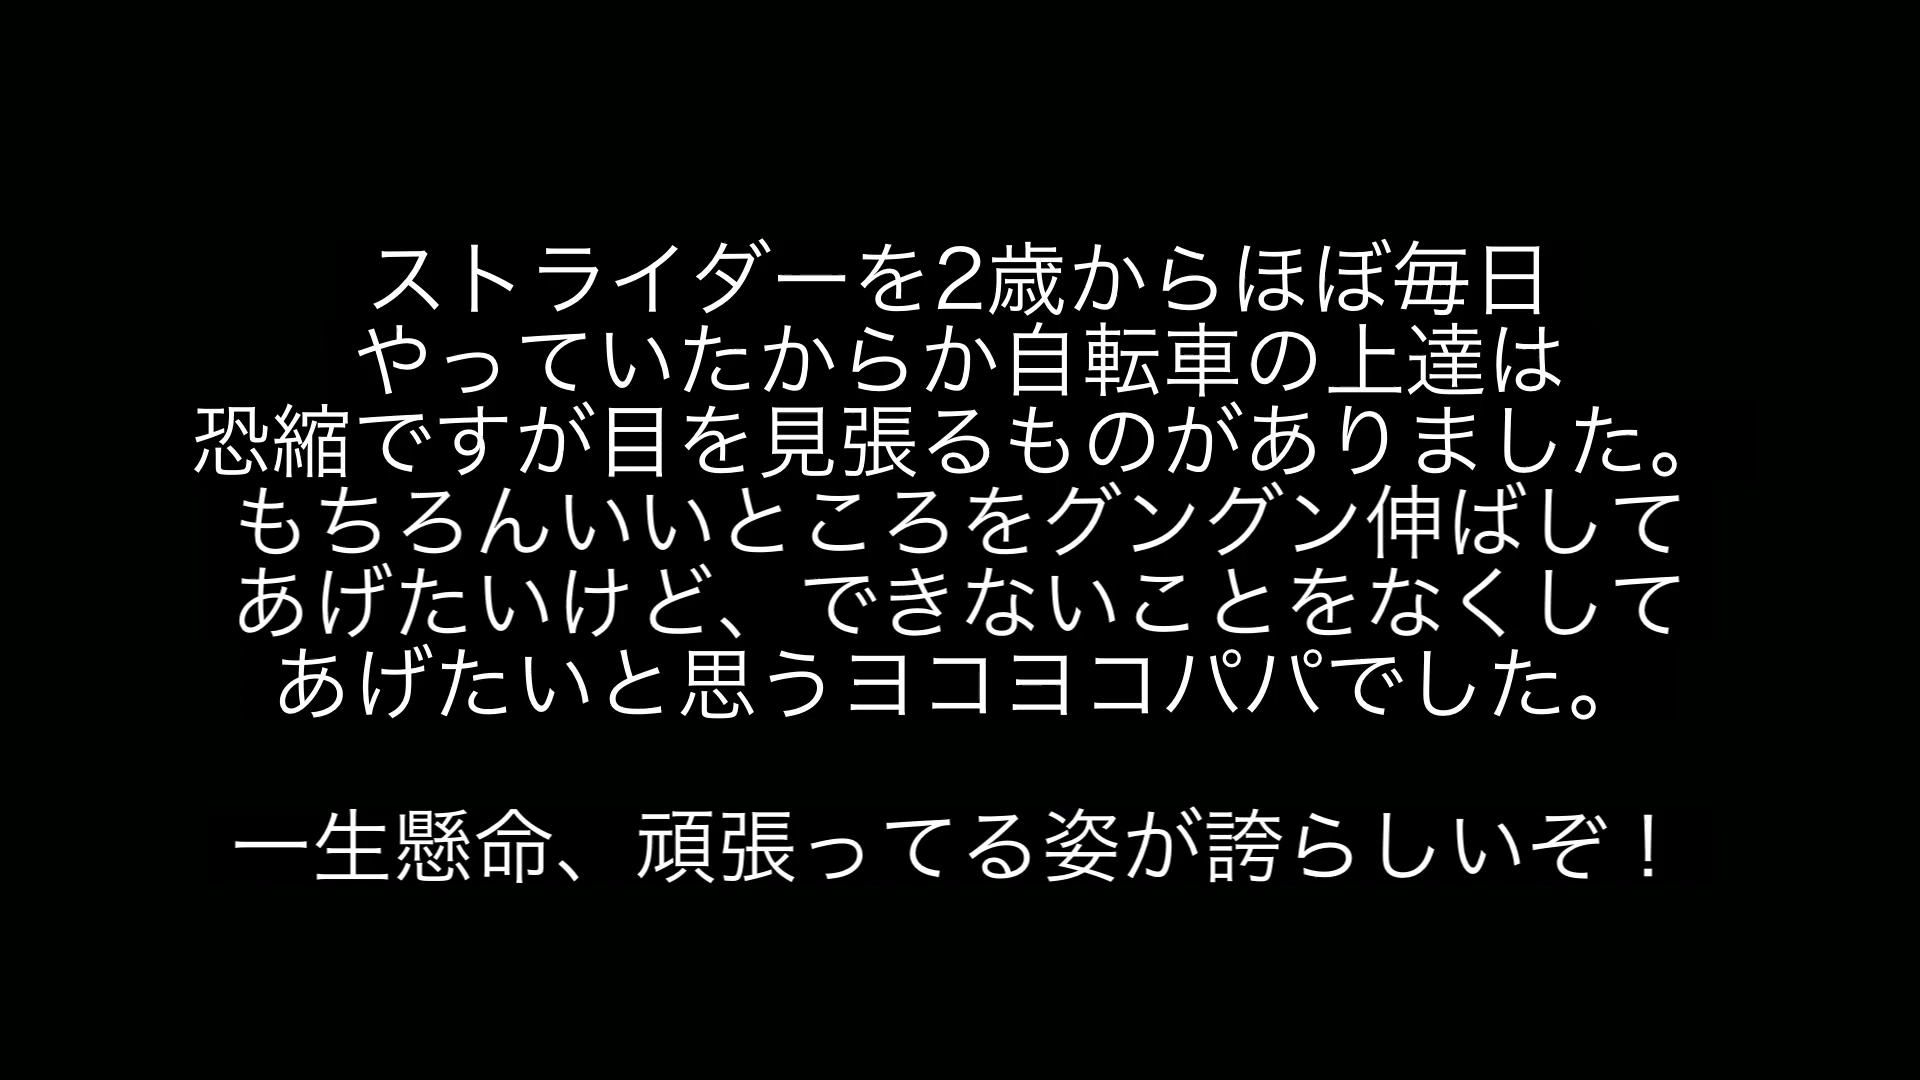 ストライダーを2歳からほぼ毎日
やっていたからか自転車の上達は
恐縮ですが目を見張るものがありました。
もちろんいいところをグングン伸ばして
あげたいけど、できないことをなくして
あげたいと思うヨコヨコパパでした。
一生懸命、頑張ってる姿が誇らしいぞ！